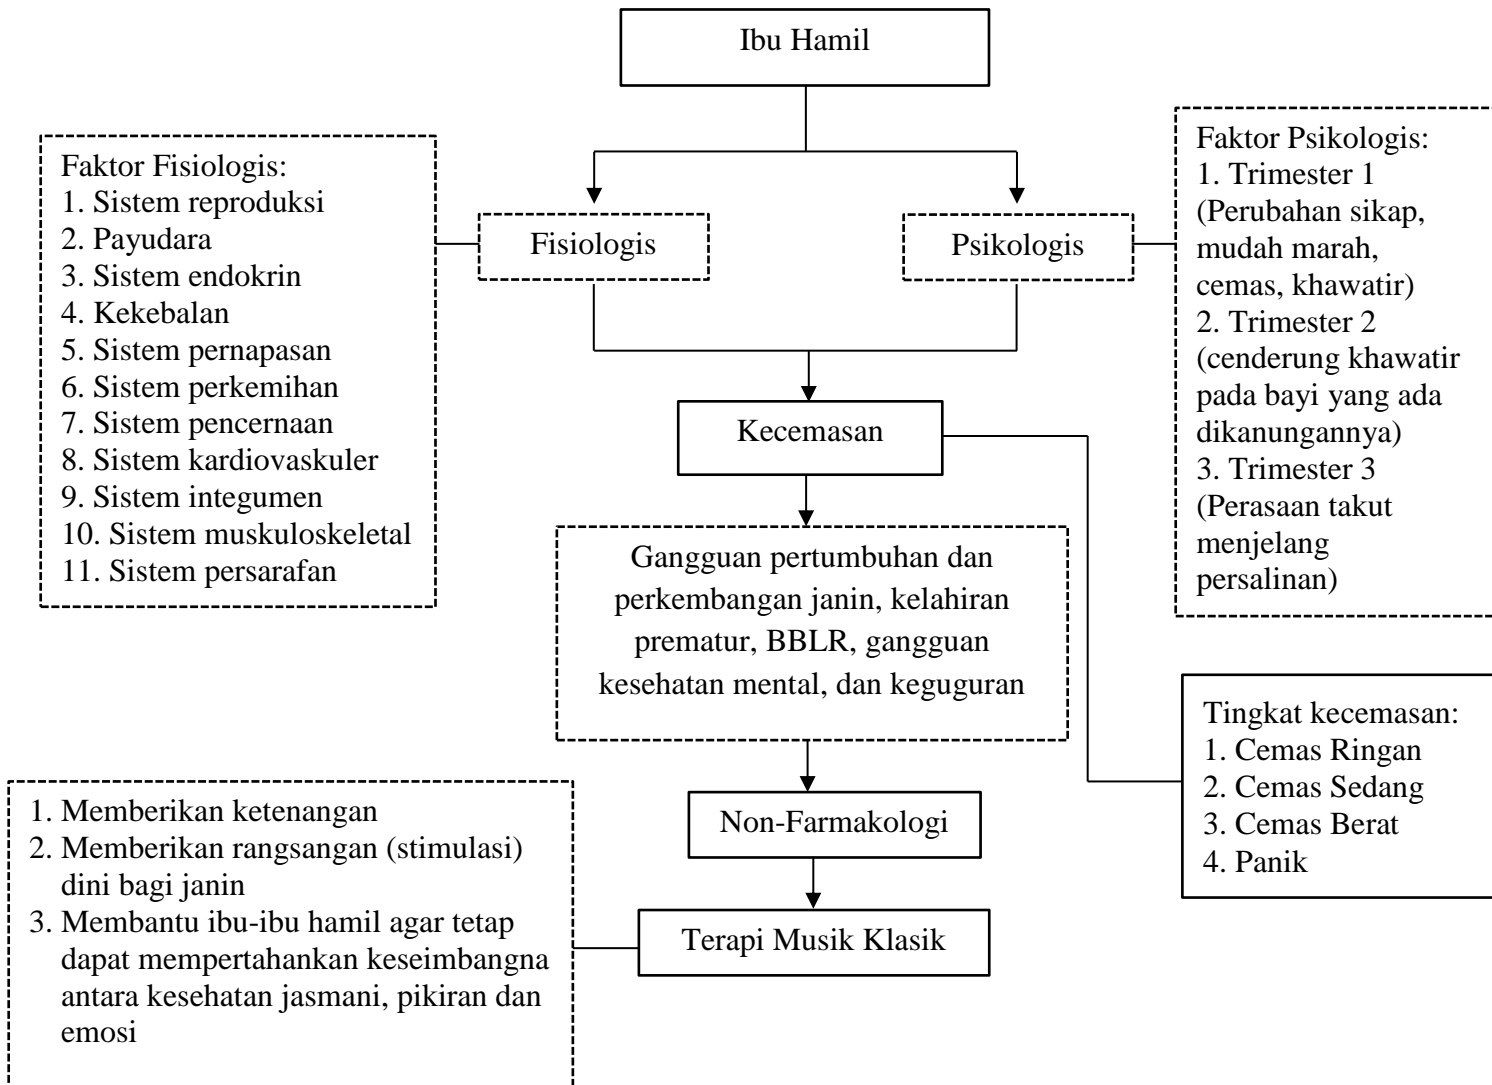 Ibu Hamil
Faktor Fisiologis:
1. Sistem reproduksi
2. Payudara
3. Sistem endokrin
4. Kekebalan
5. Sistem pernapasan
6. Sistem perkemihan
7. Sistem pencernaan
8. Sistem kardiovaskuler
9. Sistem integumen
10. Sistem muskuloskeletal
11. Sistem persarafan
Fisiologis
Psikologis
Faktor Psikologis:
1. Trimester 1
(Perubahan sikap,
mudah marah,
cemas, khawatir)
2. Trimester 2
(cenderung khawatir
pada bayi yang ada
dikanungannya)
3. Trimester 3
(Perasaan takut
menjelang
persalinan)
Kecemasan
Gangguan pertumbuhan dan
perkembangan janin, kelahiran
prematur, BBLR, gangguan
kesehatan mental, dan keguguran
Tingkat kecemasan:
1. Cemas Ringan
2. Cemas Sedang
3. Cemas Berat
4. Panik
Non-Farmakologi
Terapi Musik Klasik
1. Memberikan ketenangan
2. Memberikan rangsangan (stimulasi)
dini bagi janin
3. Membantu ibu-ibu hamil agar tetap
dapat mempertahankan keseimbangna
antara kesehatan jasmani, pikiran dan
emosi